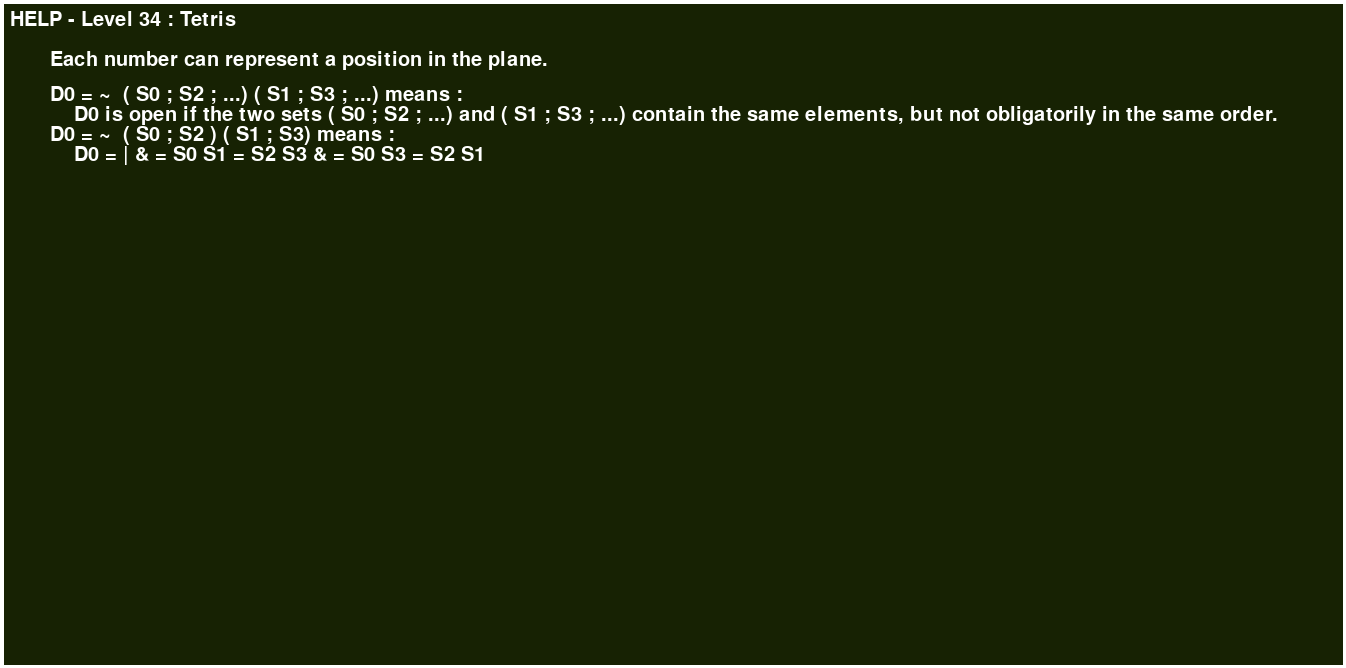 HELP - Level 34 : Tetris
Each number can represent a position in the plane.
D0 = ~ ( S0 ; S2 ; ...) ( S1 ; S3 ; ...) means :
D0 is open if the two sets ( S0 ; S2 ; ...) and ( S1 ; S3 ; ...) contain the same elements, but not obligatorily in the same order.
D0 = ~ ( S0 ; S2 ) ( S1 ; S3) means :
D0 = | & = S0 S1 = S2 S3 & = S0 S3 = S2 S1